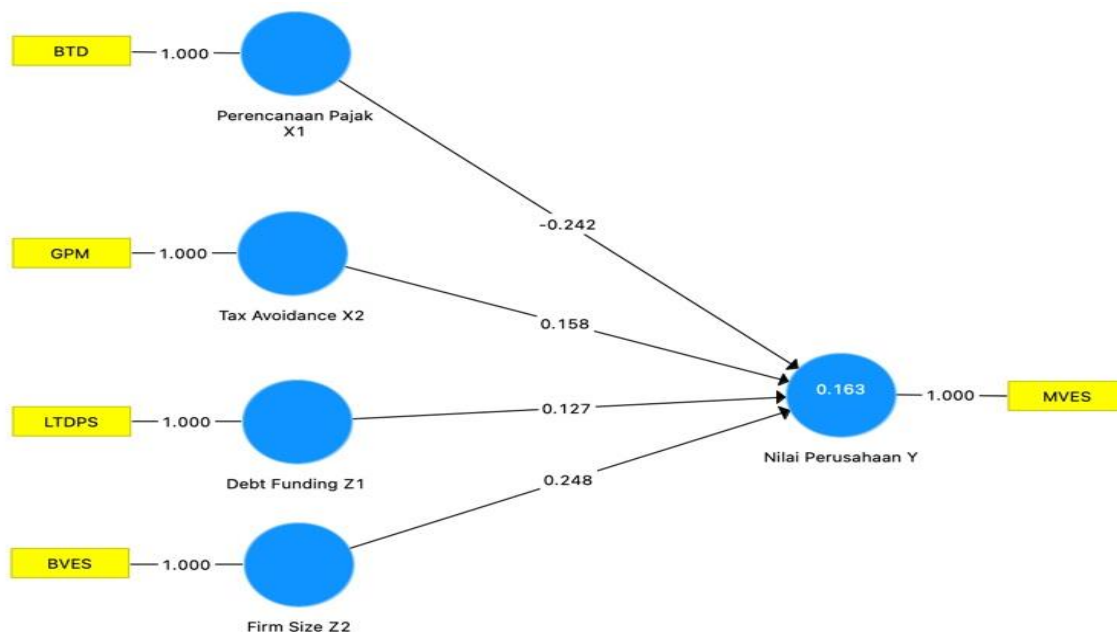 BTD
1.000
Perencanaan Pajak
X1
-0.242
GPM
1.000
Tax Avoidance X2
0.158
0.163
1.000
MVES
Nilai Perusahaan Y
LTDPS
1.000
0.127
Debt Funding Z1
0.248
BVES
1.000
Firm Size Z2